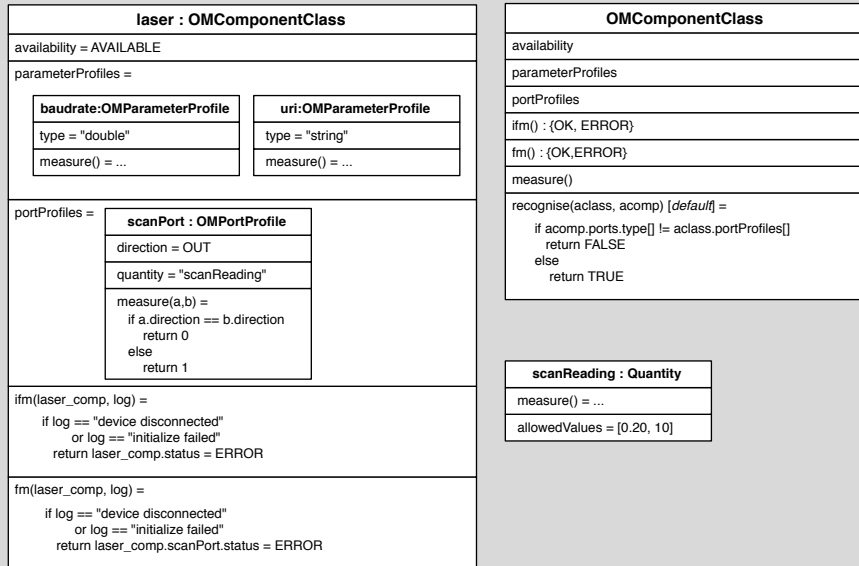 laser : OMComponentClass
availability = AVAILABLE
parameterProfiles =
baudrate:OMParameterProfile
type = "double"
measure() = ...
uri:OMParameterProfile
type = "string"
measure() = ...
portProfiles =
scanPort : OMPortProfile
direction = OUT
quantity = "scanReading"
measure(a,b) =
if a.direction == b.direction
return 0
else
return 1
ifm(laser_comp, log) =
if log == "device disconnected"
or log == "initialize failed"
return laser_comp.status = ERROR
fm(laser_comp, log) =
if log == "device disconnected"
or log == "initialize failed"
return laser_comp.scanPort.status = ERROR
OMComponentClass
availability
parameterProfiles
portProfiles
ifm() : {OK, ERROR}
fm() : {OK,ERROR}
measure()
recognise(aclass, acomp) [default] =
if acomp.ports.type[] != aclass.portProfiles[]
return FALSE
else
return TRUE
scanReading : Quantity
measure() = ...
allowedValues = [0.20, 10]